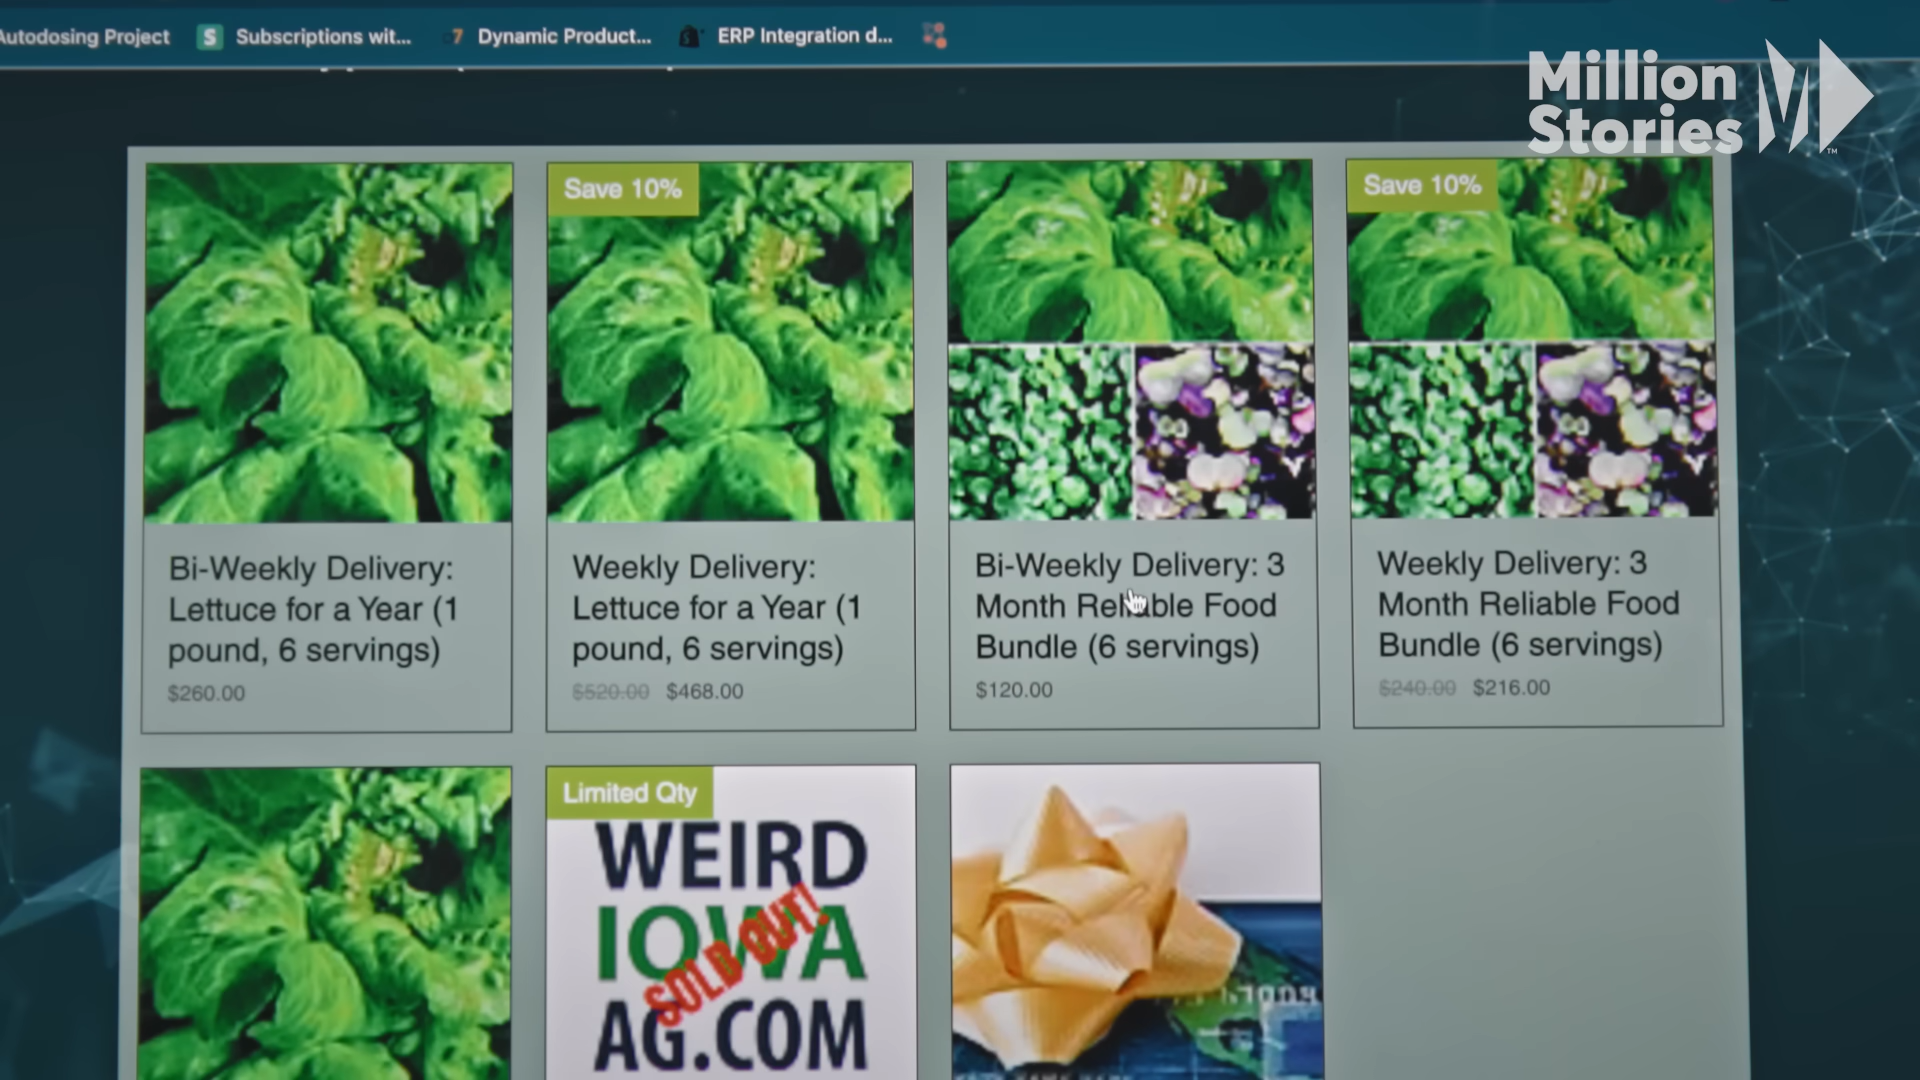 Autodosing Project
Subscriptions wit...
Dynamic Product...
ERP Integration d...
Million
Stories
TM
Save 10%
Save 10%
Bi-Weekly Delivery:
Lettuce for a Year (1
pound, 6 servings)
$260.00
Weekly Delivery:
Lettuce for a Year (1
pound, 6 servings)
$520.00 $468.00
Bi-Weekly Delivery: 3
Month Reliable Food
Bundle (6 servings)
$120.00
Weekly Delivery: 3
Month Reliable Food
Bundle (6 servings)
$240.00 $216.00
Limited Qty
WEIRD
IOWA
SOLD OUT!
AG.COM